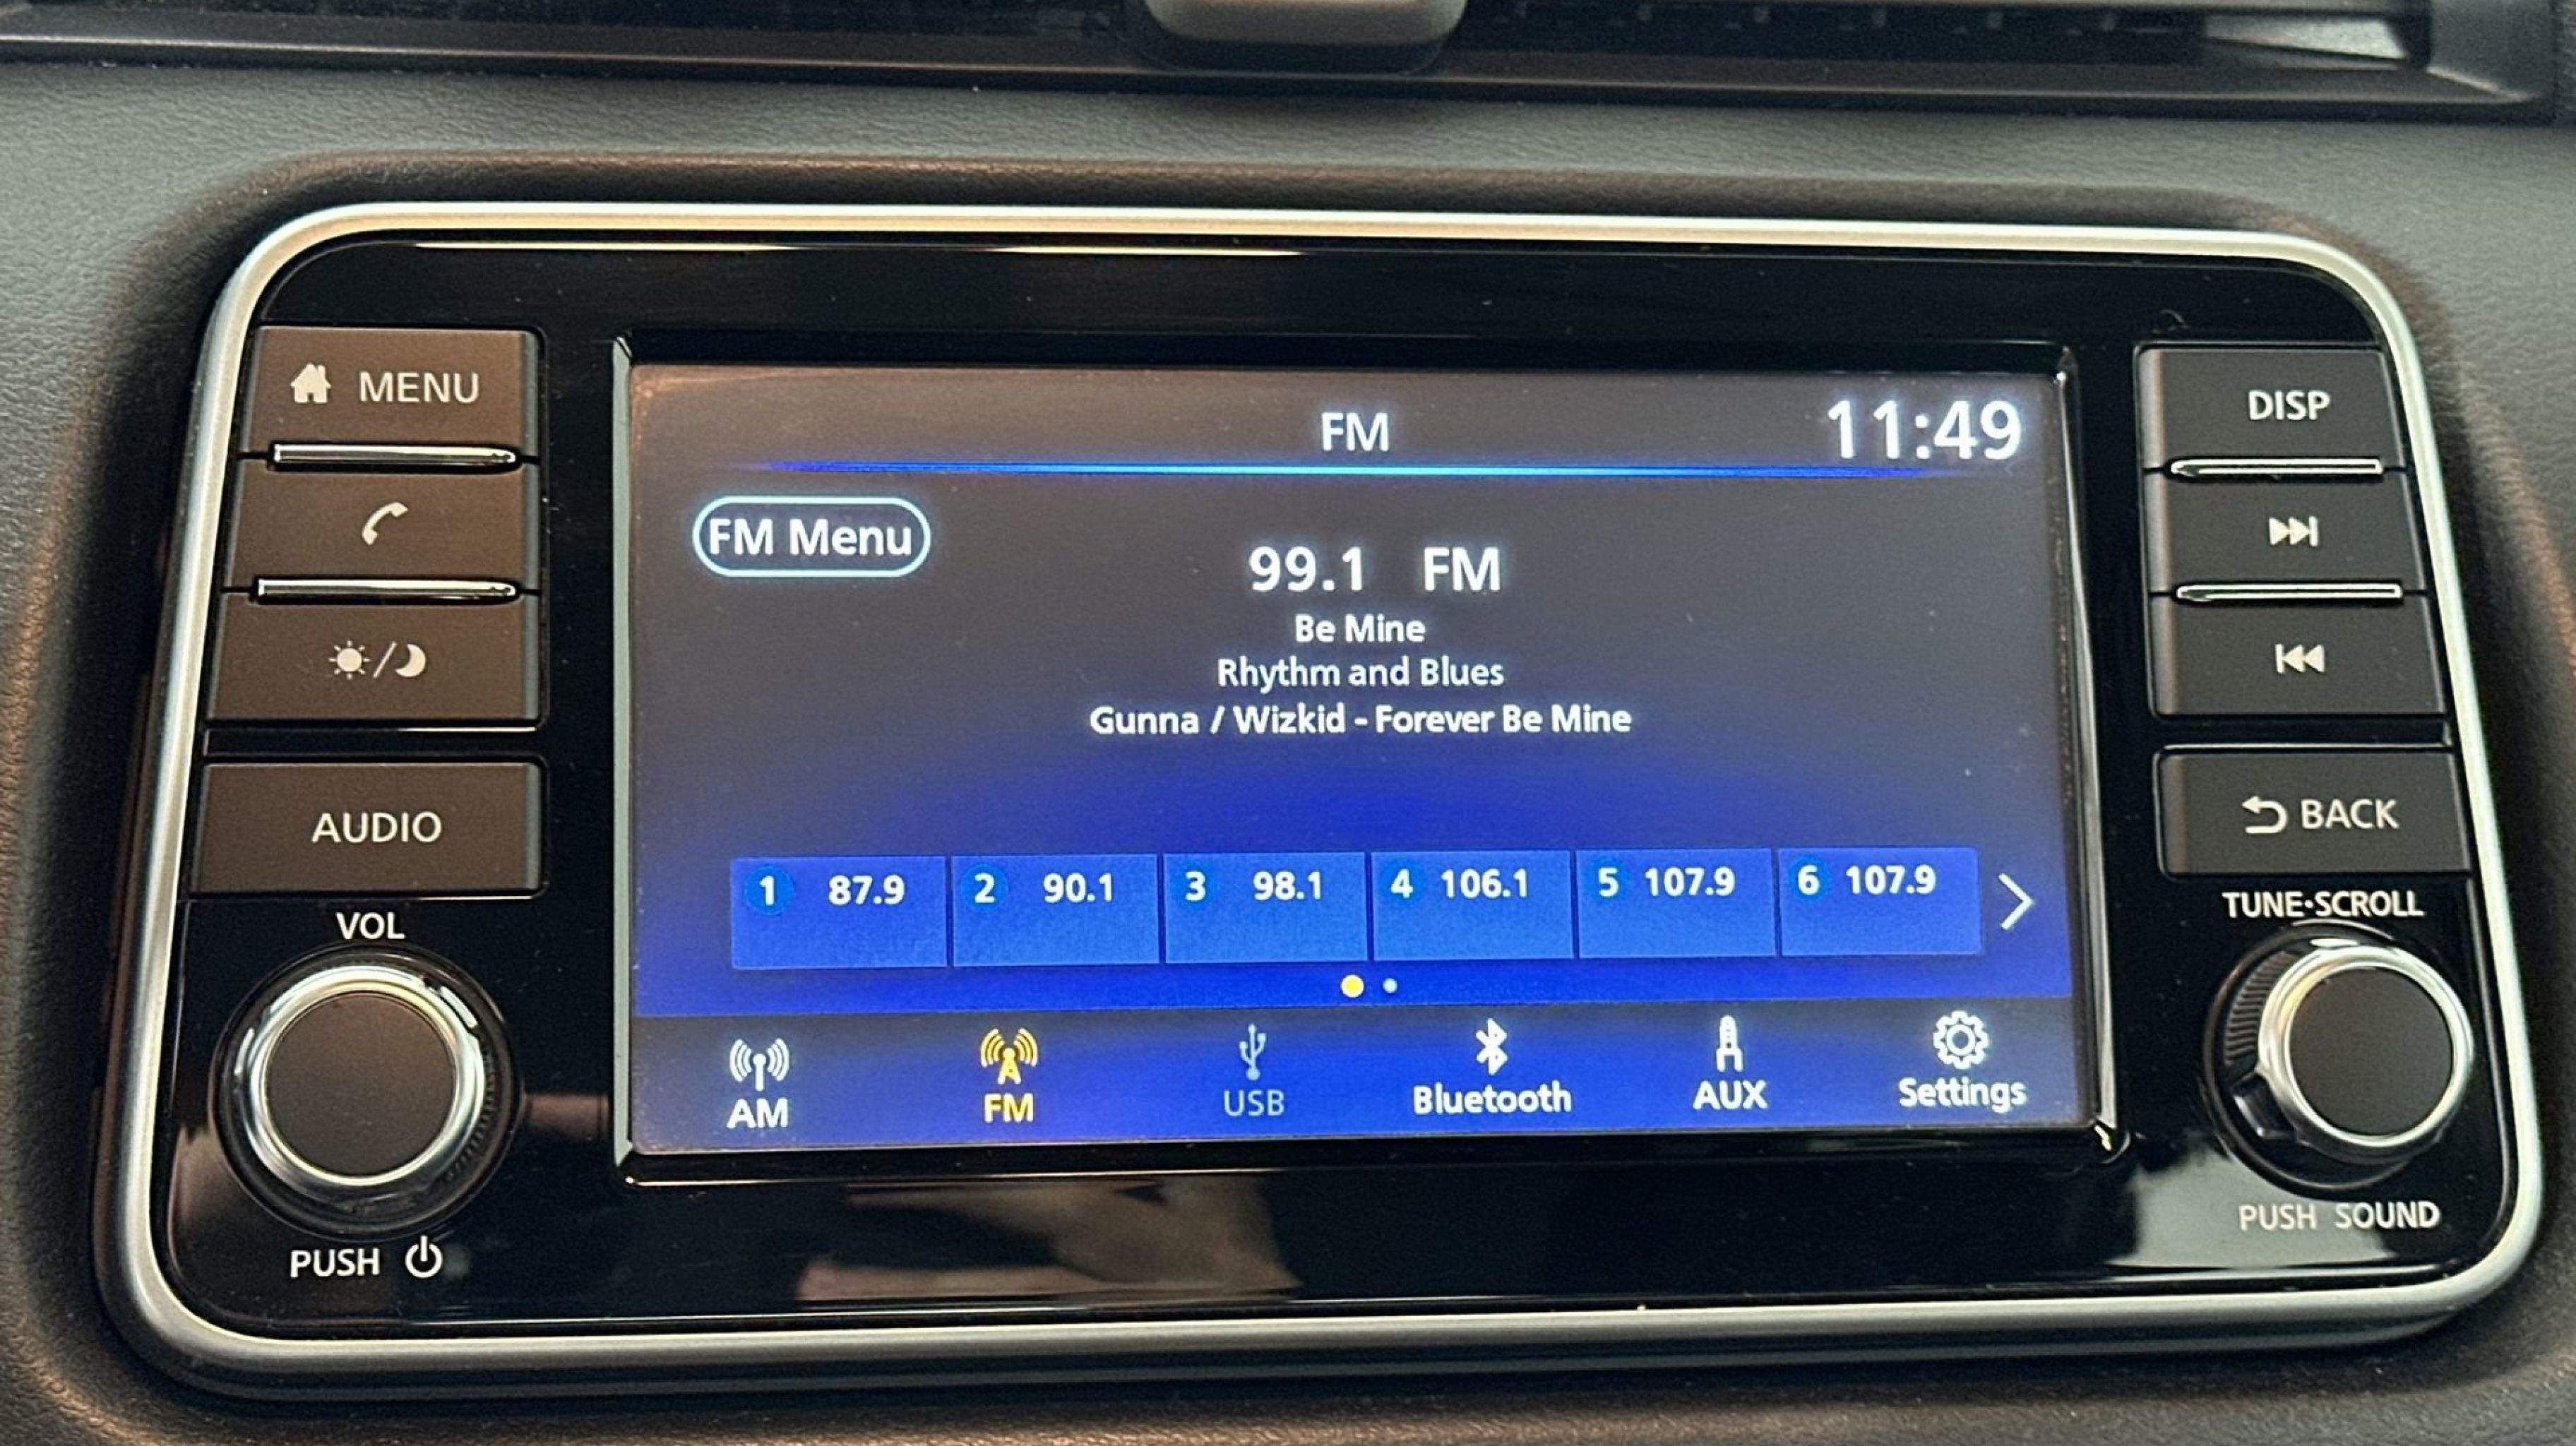 MENU
AUDIO
VOL
PUSH
FM
11:49
FM Menu
99.1 FM
Be Mine
Rhythm and Blues
Gunna / Wizkid - Forever Be Mine
1 87.9
2 90.1
3 98.1
4 106.1
5 107.9
6 107.9
AM
FM
USB
Bluetooth
AUX
Settings
DISP
BACK
TUNE·SCROLL
PUSH SOUND